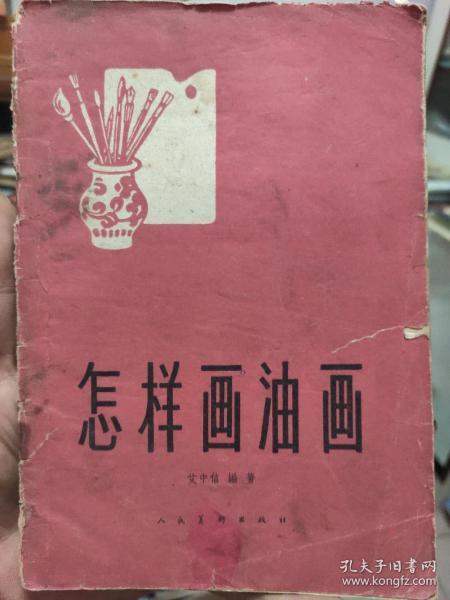 怎样画油画
艾中信 編著
人民美术出版社
孔夫子旧书网
www.kongfz.com